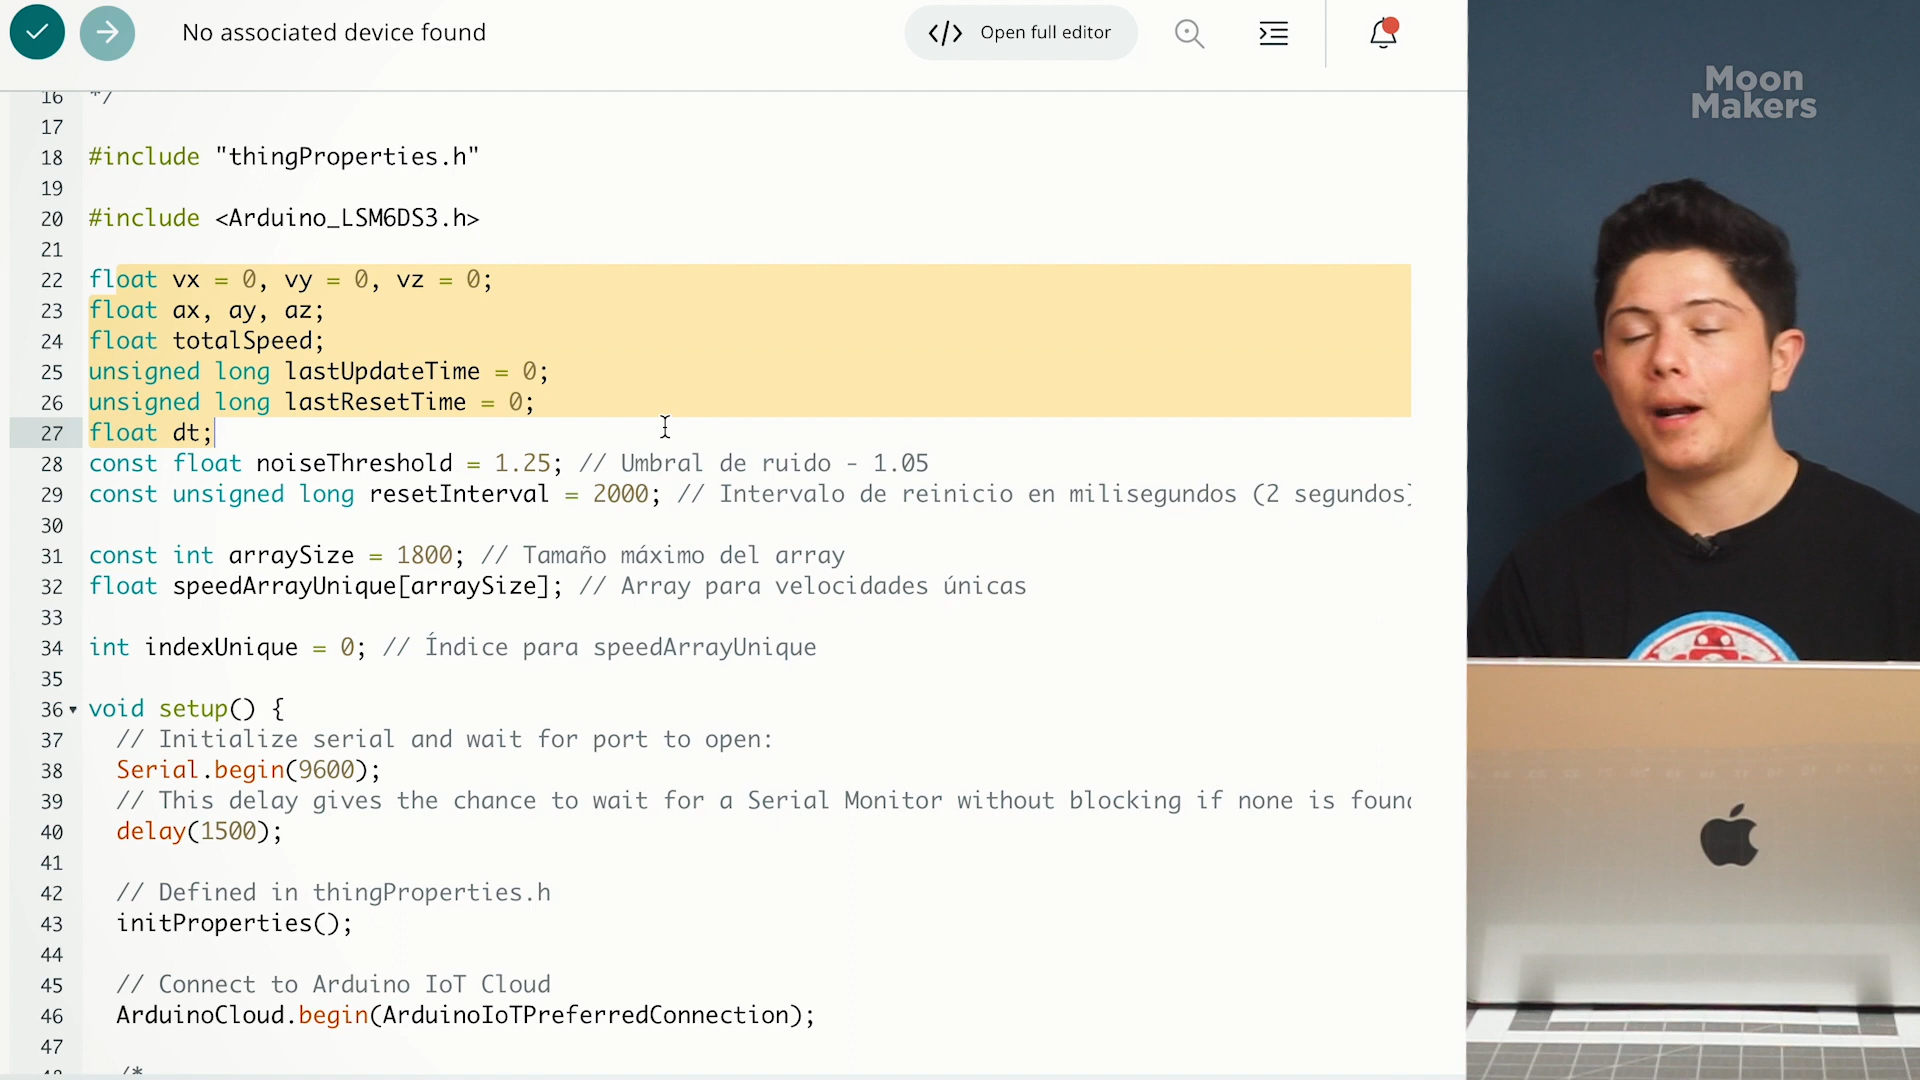 No associated device found
</> Open full editor
Moon
Makers
16 */
17
18 #include "thingProperties.h"
19
20 #include <Arduino_LSM6DS3.h>
21
22 float vx = 0, vy = 0, vz = 0;
23 float ax, ay, az;
24 float totalSpeed;
25 unsigned long lastUpdateTime = 0;
26 unsigned long lastResetTime = 0;
27 float dt;
28 const float noiseThreshold = 1.25; // Umbral de ruido - 1.05
29 const unsigned long resetInterval = 2000; // Intervalo de reinicio en milisegundos (2 segundos)
30
31 const int arraySize = 1800; // Tamaño máximo del array
32 float speedArrayUnique[arraySize]; // Array para velocidades únicas
33
34 int indexUnique = 0; // Índice para speedArrayUnique
35
36 void setup() {
37 // Initialize serial and wait for port to open:
38 Serial.begin(9600);
39 // This delay gives the chance to wait for a Serial Monitor without blocking if none is foun
40 delay(1500);
41
42 // Defined in thingProperties.h
43 initProperties();
44
45 // Connect to Arduino IoT Cloud
46 ArduinoCloud.begin(ArduinoIoTPreferredConnection);
47
48 /*